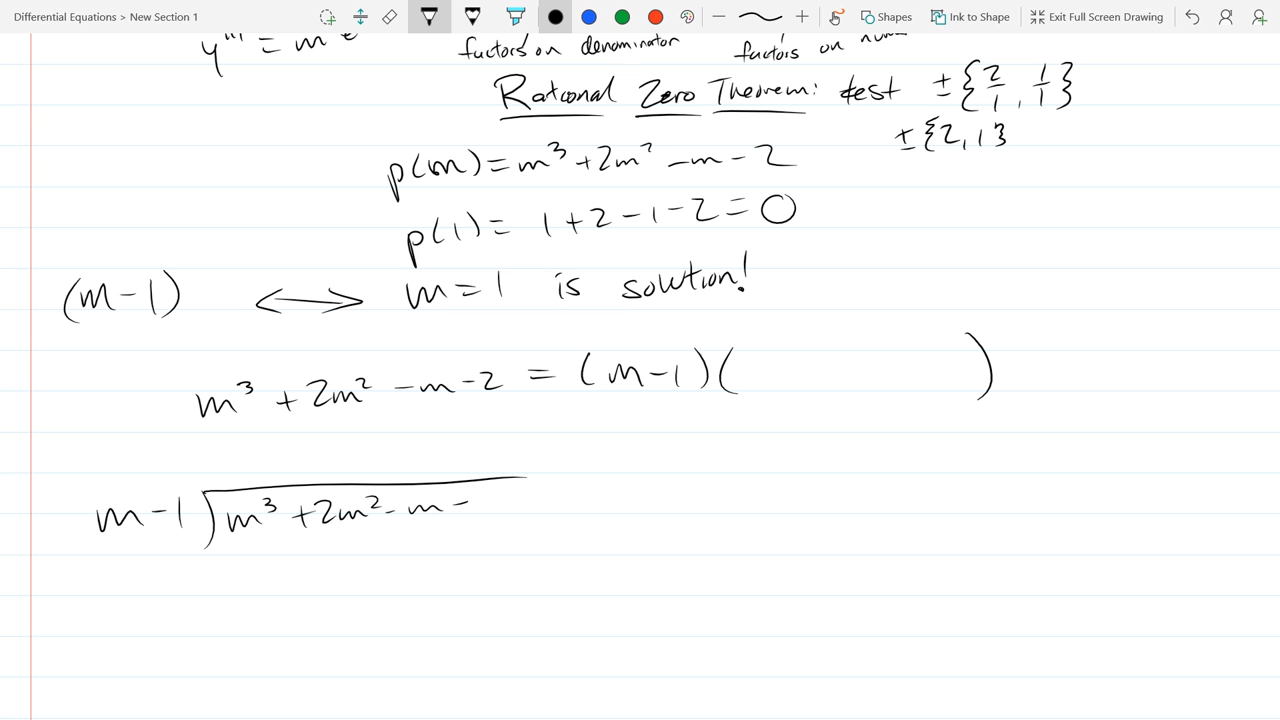 Differential Equations > New Section 1
Shapes
Ink to Shape
Exit Full Screen Drawing
y''' = m e
factors on denominator
factors on
Rational Zero Theorem: test ±{2/1, 1/1}
±{2, 1}
p(m) = m³ + 2m² - m - 2
p(1) = 1 + 2 - 1 - 2 = 0
(m-1) ⟷ m = 1 is solution!
m³ + 2m² - m - 2 = (m-1)( )
m - 1 ) m³ + 2m² - m -